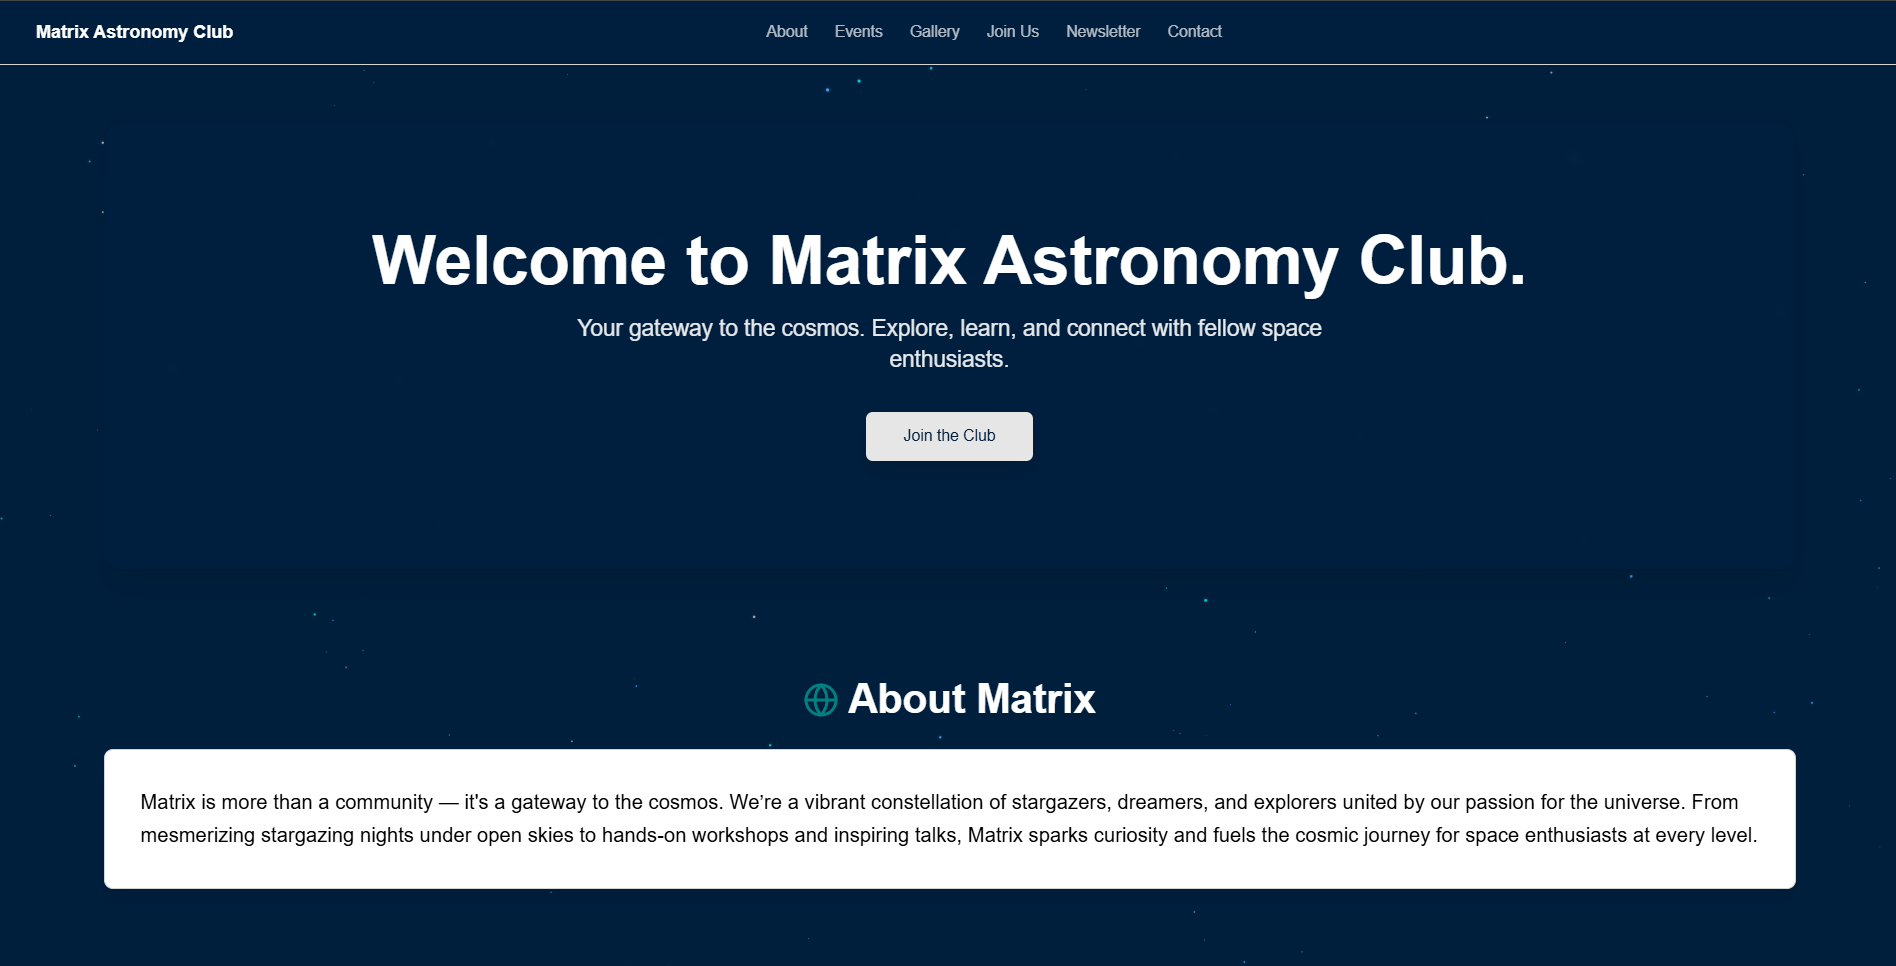 Matrix Astronomy Club
About
Events
Gallery
Join Us
Newsletter
Contact
Welcome to Matrix Astronomy Club.
Your gateway to the cosmos. Explore, learn, and connect with fellow space
enthusiasts.
Join the Club
About Matrix
Matrix is more than a community — it's a gateway to the cosmos. We’re a vibrant constellation of stargazers, dreamers, and explorers united by our passion for the universe. From
mesmerizing stargazing nights under open skies to hands-on workshops and inspiring talks, Matrix sparks curiosity and fuels the cosmic journey for space enthusiasts at every level.